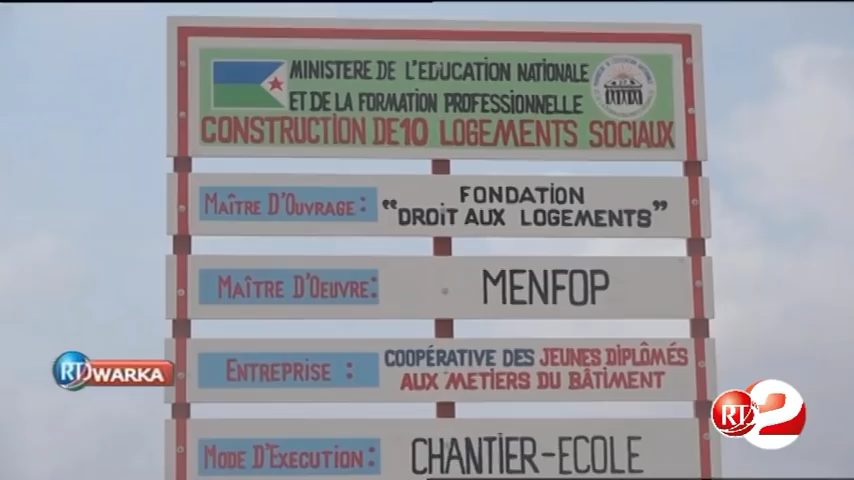 MINISTERE DE L'EDUCATION NATIONALE
ET DE LA FORMATION PROFESSIONNELLE
CONSTRUCTION DE 10 LOGEMENTS SOCIAUX
MAÎTRE D'OUVRAGE :
FONDATION
"DROIT AUX LOGEMENTS"
MAÎTRE D'OEUVRE :
MENFOP
ENTREPRISE :
COOPÉRATIVE DES JEUNES DIPLÔMÉS
AUX METIERS DU BÂTIMENT
MODE D'EXECUTION :
CHANTIER-ECOLE
RTD WARKA
RTD 2